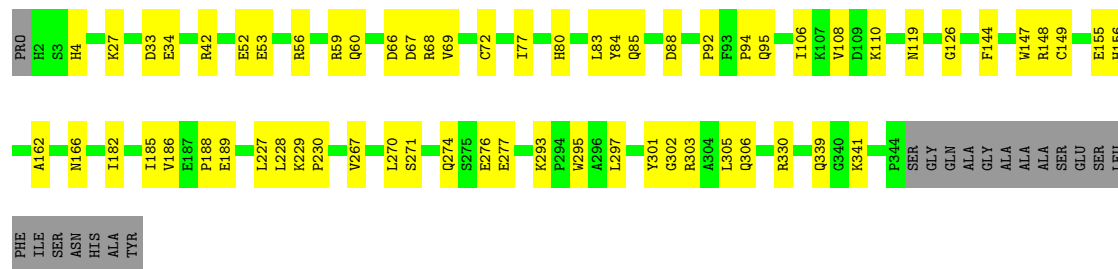 PRO H2 S3 H4 K27 D33 E34 R42 E52 E53 R56 R59 Q60 D66 D67 R68 V69 C72 I77 H80 L83 Y84 Q85 D88 P92 F93 P94 Q95 I106 K107 V108 D109 K110 N119 G126 F144 W147 R148 C149 E155 H156
A162 N166 I182 I185 V186 E187 P188 E189 L227 L228 K229 P230 V267 L270 S271 Q274 S275 E276 E277 K293 P294 W295 A296 L297 Y301 G302 R303 A304 L305 Q306 R330 Q339 G340 K341 P344 SER GLY GLN ALA GLY ALA ALA ALA SER GLU SER LEU
PHE ILE SER ASN HIS ALA TYR